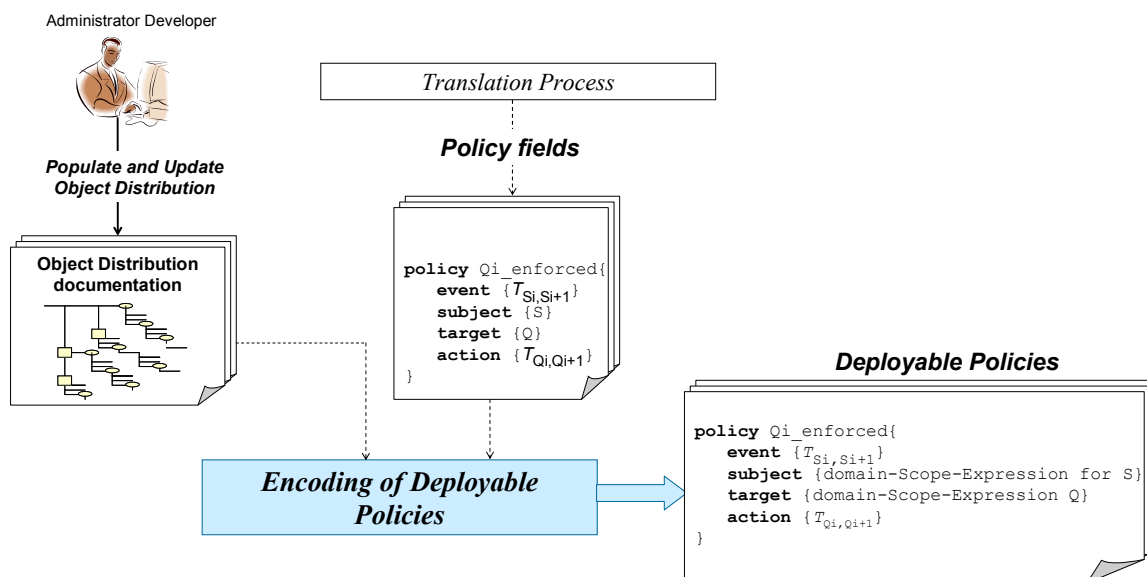 Administrator Developer
Populate and Update
Object Distribution
Object Distribution
documentation
Translation Process
Policy fields
policy Qi_enforced{
event {TSi,Si+1}
subject {S}
target {Q}
action {TQi,Qi+1}
}
Encoding of Deployable
Policies
Deployable Policies
policy Qi_enforced{
event {TSi,Si+1}
subject {domain-Scope-Expression for S}
target {domain-Scope-Expression Q}
action {TQi,Qi+1}
}